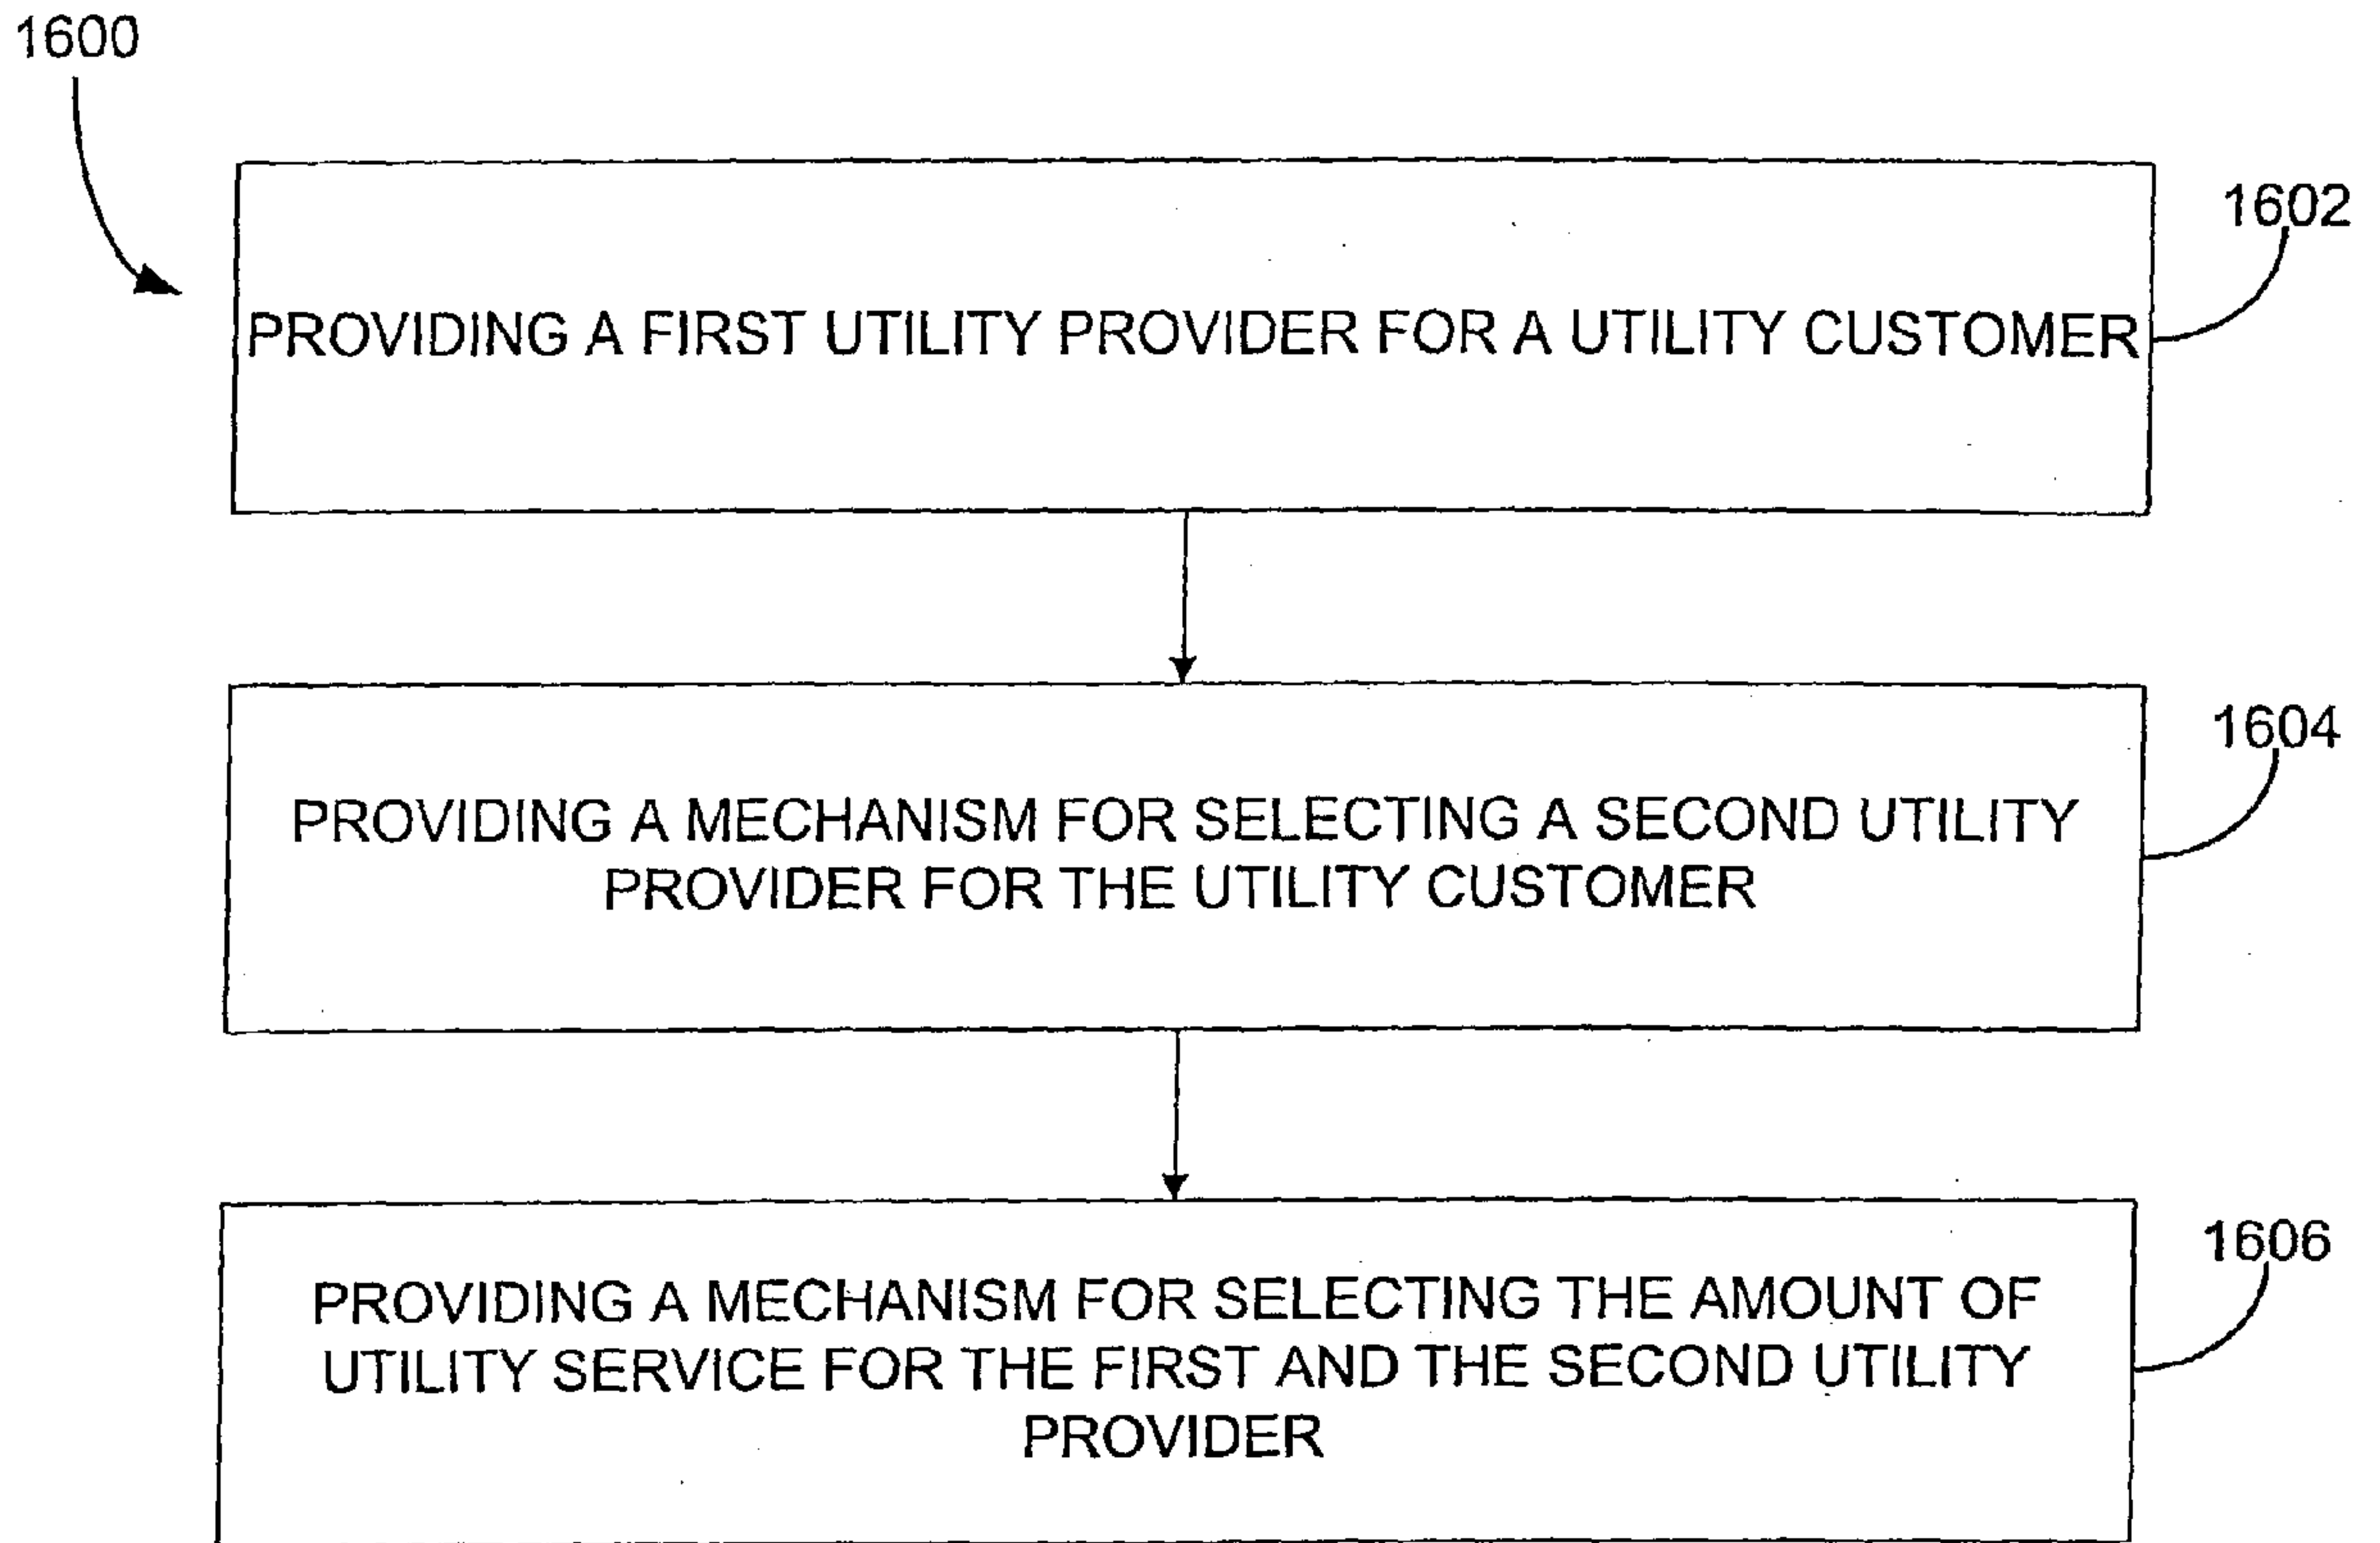 1600
1602
PROVIDING A FIRST UTILITY PROVIDER FOR A UTILITY CUSTOMER
1604
PROVIDING A MECHANISM FOR SELECTING A SECOND UTILITY
PROVIDER FOR THE UTILITY CUSTOMER
1606
PROVIDING A MECHANISM FOR SELECTING THE AMOUNT OF
UTILITY SERVICE FOR THE FIRST AND THE SECOND UTILITY
PROVIDER